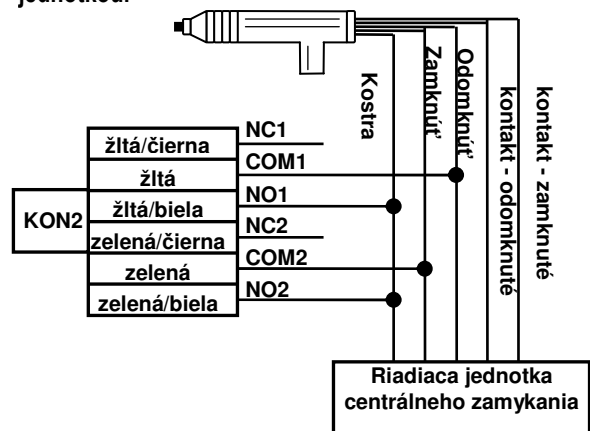 jednotkou.
Kostra
Zamknúť
Odomknúť
kontakt - odomknuté
kontakt - zamknuté
KON2
žltá/čierna NC1
žltá COM1
žltá/biela NO1
zelená/čierna NC2
zelená COM2
zelená/biela NO2
Riadiaca jednotka
centrálneho zamykania